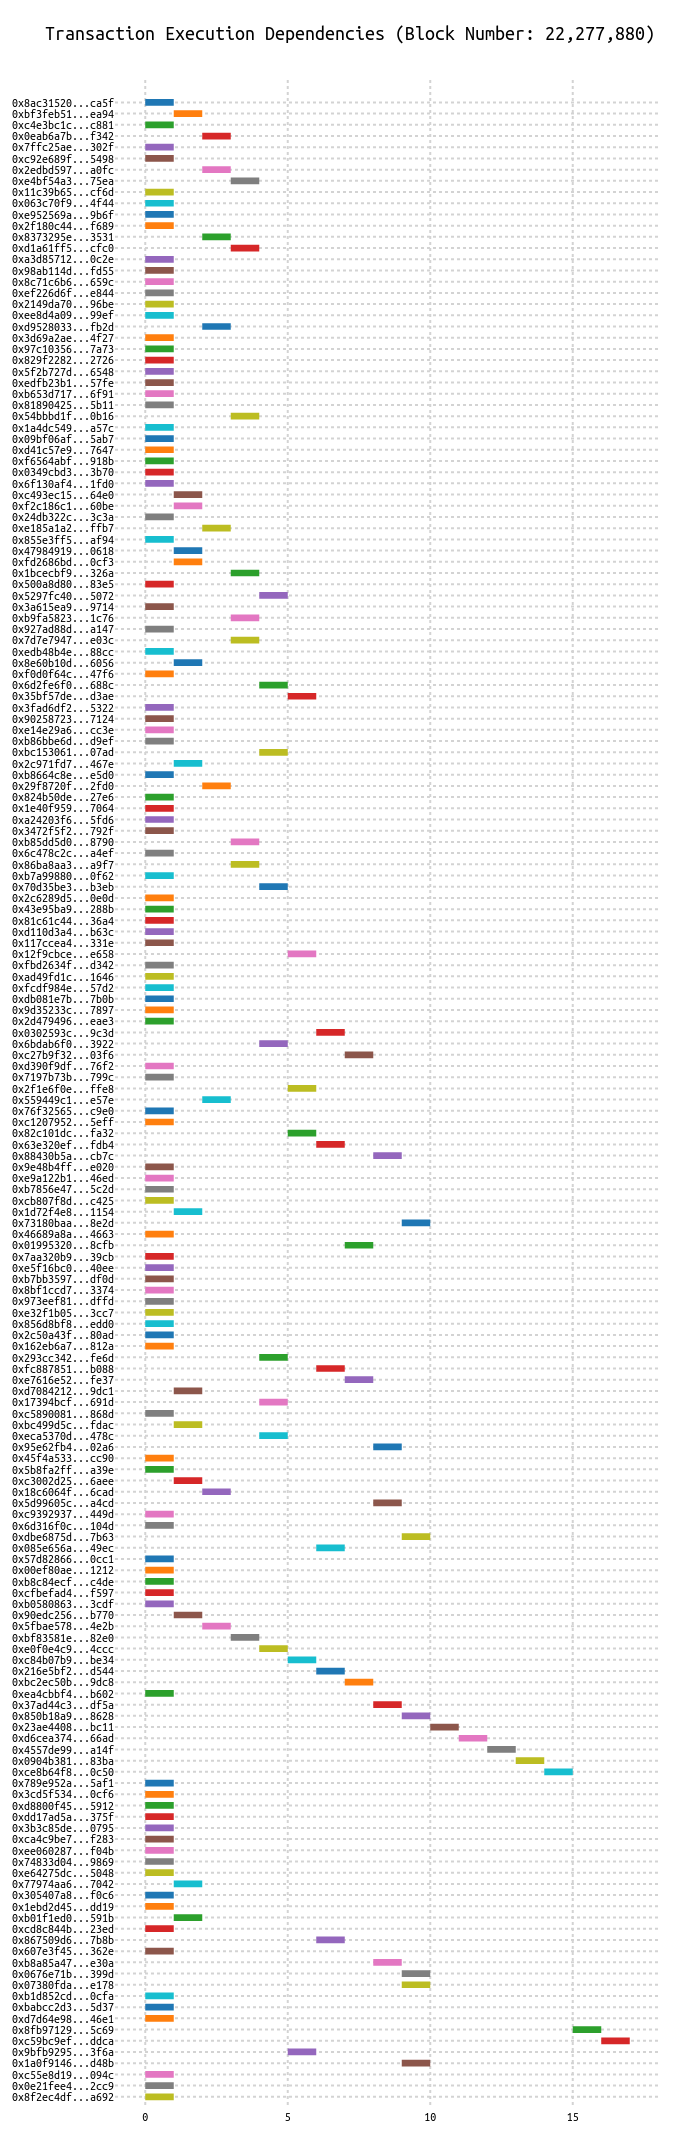 Transaction Execution Dependencies (Block Number: 22,277,880)
0x8ac31520...ca5f
0xbf3feb51...ea94
0xc4e3bc1c...c881
0x0eab6a7b...f342
0x7ffc25ae...302f
0xc92e689f...5498
0x2edbd597...a0fc
0xe4bf54a3...75ea
0x11c39b65...cf6d
0x063c70f9...4f44
0xe952569a...9b6f
0x2f180c44...f689
0x8373295e...3531
0xd1a61ff5...cfc0
0xa3d85712...0c2e
0x98ab114d...fd55
0x8c71c6b6...659c
0xef226d6f...e844
0x2149da70...96be
0xee8d4a09...99ef
0xd9528033...fb2d
0x3d69a2ae...4f27
0x97c10356...7a73
0x829f2282...2726
0x5f2b727d...6548
0xedfb23b1...57fe
0xb653d717...6f91
0x81890425...5b11
0x54bbbd1f...0b16
0x1a4dc549...a57c
0x09bf06af...5ab7
0xd41c57e9...7647
0xf6564abf...918b
0x0349cbd3...3b70
0x6f130af4...1fd0
0xc493ec15...64e0
0xf2c186c1...60be
0x24db322c...3c3a
0xe185a1a2...ffb7
0x855e3ff5...af94
0x47984919...0618
0xfd2686bd...0cf3
0x1bcecbf9...326a
0x500a8d80...83e5
0x5297fc40...5072
0x3a615ea9...9714
0xb9fa5823...1c76
0x927ad88d...a147
0x7d7e7947...e03c
0xedb48b4e...88cc
0x8e60b10d...6056
0xf0d0f64c...47f6
0x6d2fe6f0...688c
0x35bf57de...d3ae
0x3fad6df2...5322
0x90258723...7124
0xe14e29a6...cc3e
0xb86bbe6d...d9ef
0xbc153061...07ad
0x2c971fd7...467e
0xb8664c8e...e5d0
0x29f8720f...2fd0
0x824b50de...27e6
0x1e40f959...7064
0xa24203f6...5fd6
0x3472f5f2...792f
0xb85dd5d0...8790
0x6c478c2c...a4ef
0x86ba8aa3...a9f7
0xb7a99880...0f62
0x70d35be3...b3eb
0x2c6289d5...0e0d
0x43e95ba9...288b
0x81c61c44...36a4
0xd110d3a4...b63c
0x117ccea4...331e
0x12f9cbce...e658
0xfbd2634f...d342
0xad49fd1c...1646
0xfcdf984e...57d2
0xdb081e7b...7b0b
0x9d35233c...7897
0x2d479496...eae3
0x0302593c...9c3d
0x6bdab6f0...3922
0xc27b9f32...03f6
0xd390f9df...76f2
0x7197b73b...799c
0x2f1e6f0e...ffe8
0x559449c1...e57e
0x76f32565...c9e0
0xc1207952...5eff
0x82c101dc...fa32
0x63e320ef...fdb4
0x88430b5a...cb7c
0x9e48b4ff...e020
0xe9a122b1...46ed
0xb7856e47...5c2d
0xcb807f8d...c425
0x1d72f4e8...1154
0x73180baa...8e2d
0x46689a8a...4663
0x01995320...8cfb
0x7aa320b9...39cb
0xe5f16bc0...40ee
0xb7bb3597...df0d
0x8bf1ccd7...3374
0x973eef81...dffd
0xe32f1b05...3cc7
0x856d8bf8...edd0
0x2c50a43f...80ad
0x162eb6a7...812a
0x293cc342...fe6d
0xfc887851...b088
0xe7616e52...fe37
0xd7084212...9dc1
0x17394bcf...691d
0xc5890081...868d
0xbc499d5c...fdac
0xeca5370d...478c
0x95e62fb4...02a6
0x45f4a533...cc90
0x5b8fa2ff...a39e
0xc3002d25...6aee
0x18c6064f...6cad
0x5d99605c...a4cd
0xc9392937...449d
0x6d316f0c...104d
0xdbe6875d...7b63
0x085e656a...49ec
0x57d82866...0cc1
0x00ef80ae...1212
0xb8c84ecf...c4de
0xcfbefad4...f597
0xb0580863...3cdf
0x90edc256...b770
0x5fbae578...4e2b
0xbf83581e...82e0
0xe0f0e4c9...4ccc
0xc84b07b9...be34
0x216e5bf2...d544
0xbc2ec50b...9dc8
0xea4cbbf4...b602
0x37ad44c3...df5a
0x850b18a9...8628
0x23ae4408...bc11
0xd6cea374...66ad
0x4557de99...a14f
0x0904b381...83ba
0xce8b64f8...0c50
0x789e952a...5af1
0x3cd5f534...0cf6
0xd8800f45...5912
0xdd17ad5a...375f
0x3b3c85de...0795
0xca4c9be7...f283
0xee060287...f04b
0x74833d04...9869
0xe64275dc...5048
0x77974aa6...7042
0x305407a8...f0c6
0x1ebd2d45...dd19
0xb01f1ed0...591b
0xcd8c844b...23ed
0x867509d6...7b8b
0x607e3f45...362e
0xb8a85a47...e30a
0x0676e71b...399d
0x07380fda...e178
0xb1d852cd...0cfa
0xbabcc2d3...5d37
0xd7d64e98...46e1
0x8fb97129...5c69
0xc59bc9ef...ddca
0x9bfb9295...3f6a
0x1a0f9146...d48b
0xc55e8d19...094c
0x0e21fee4...2cc9
0x8f2ec4df...a692
0 5 10 15